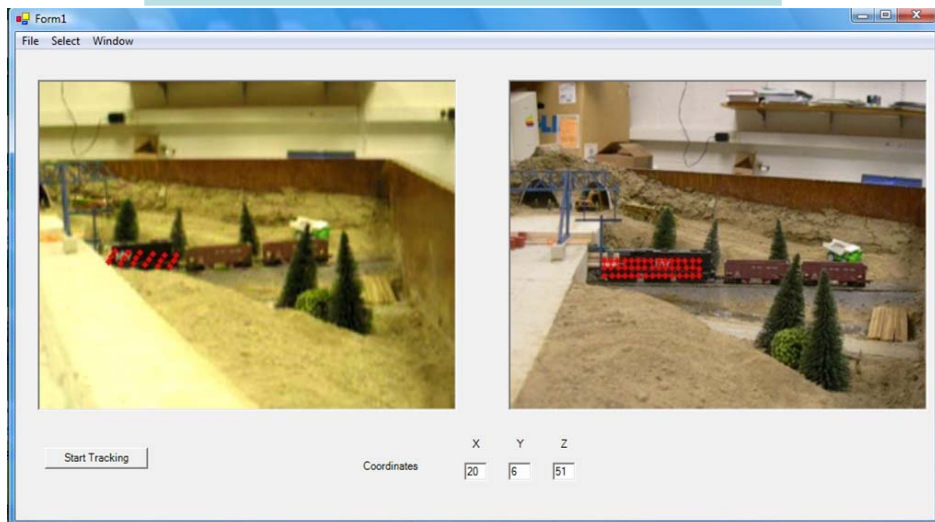 Form1
File Select Window
X Y Z
Start Tracking
Coordinates
20 6 51